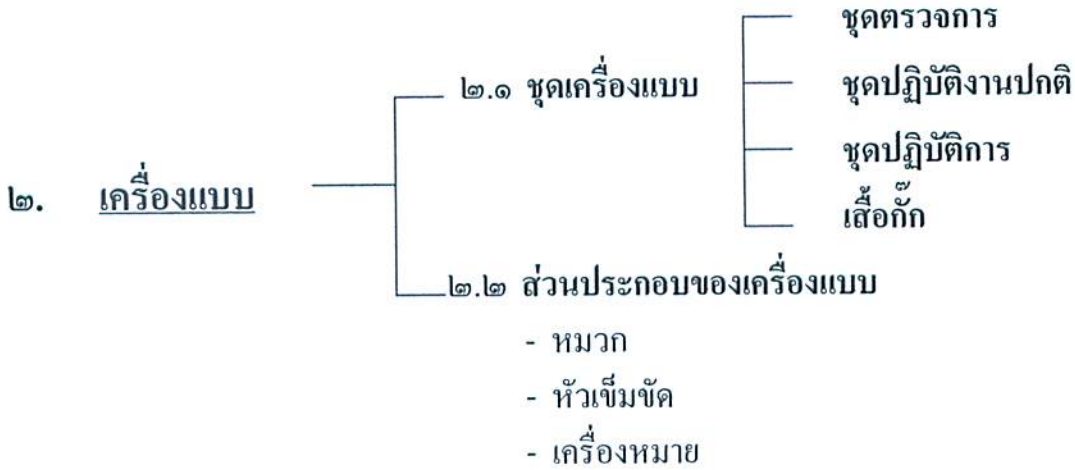 ชุดตรวจการ
๒.๑ ชุดเครื่องแบบ
ชุดปฏิบัติงานปกติ
ชุดปฏิบัติการ
๒. เครื่องแบบ
เสื้อกั๊ก
๒.๒ ส่วนประกอบของเครื่องแบบ
- หมวก
- หัวเข็มขัด
- เครื่องหมาย